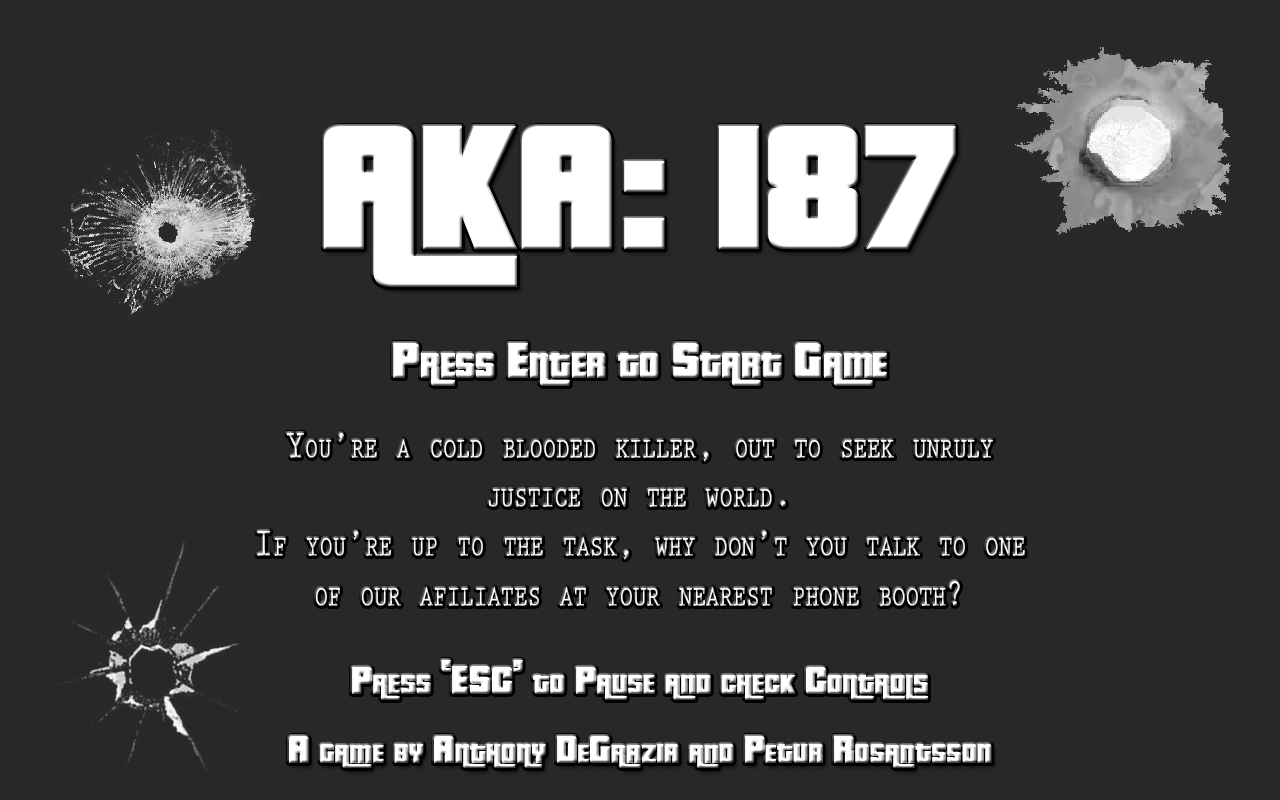 AKA: 187
Press Enter to Start Game
You're a cold blooded killer, out to seek unruly
justice on the world.
If you're up to the task, why don't you talk to one
of our afiliates at your nearest phone booth?
Press 'ESC' to Pause and check Controls
A game by Anthony DeGrazia and Petur Rosantsson